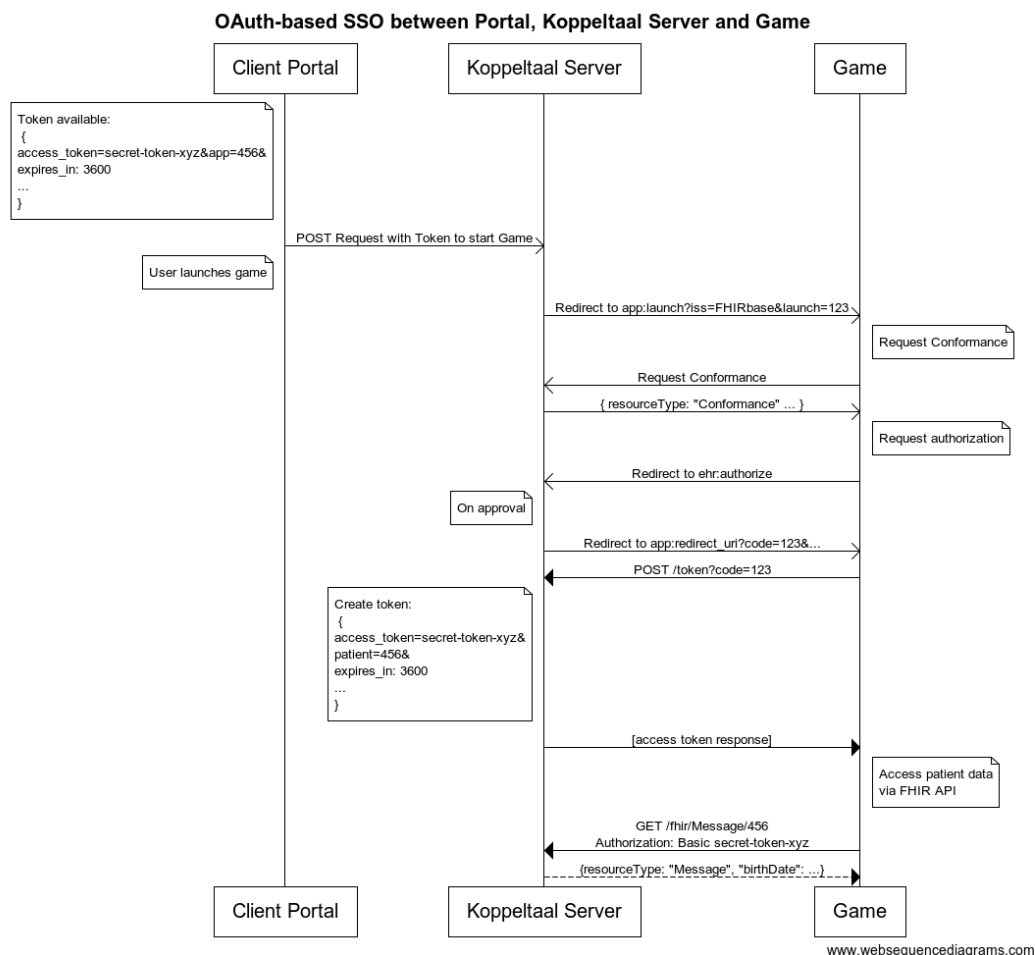 OAuth-based SSO between Portal, Koppeltaal Server and Game
Client Portal
Koppeltaal Server
Game
Token available:
{
access_token=secret-token-xyz&app=456&
expires_in: 3600
...
}
POST Request with Token to start Game
User launches game
Redirect to app:launch?iss=FHIRbase&launch=123
Request Conformance
Request Conformance
{ resourceType: "Conformance" ... }
Request authorization
Redirect to ehr:authorize
On approval
Redirect to app:redirect_uri?code=123&...
POST /token?code=123
Create token:
{
access_token=secret-token-xyz&
patient=456&
expires_in: 3600
...
}
[access token response]
Access patient data
via FHIR API
GET /fhir/Message/456
Authorization: Basic secret-token-xyz
{resourceType: "Message", "birthDate": ...}
Client Portal
Koppeltaal Server
Game
www.websequencediagrams.com